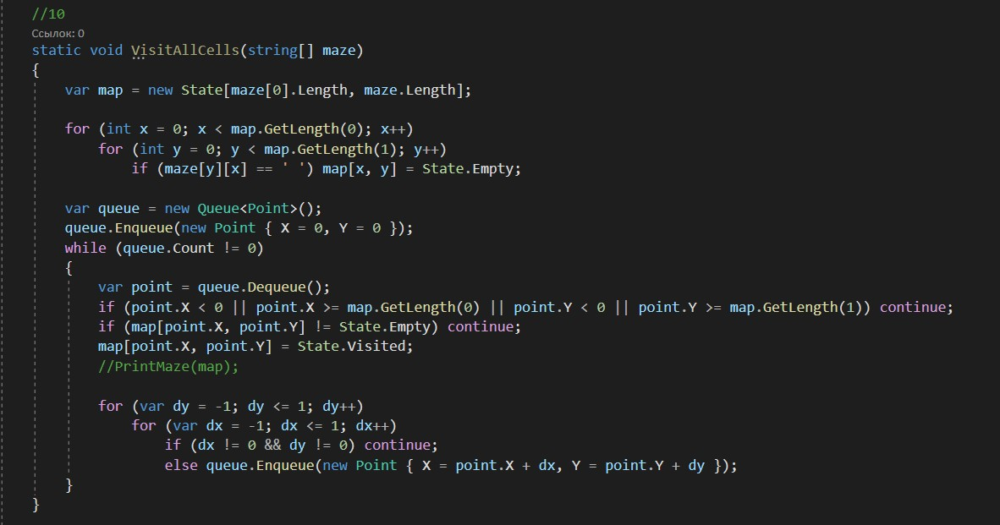 //10
Ссылок: 0
static void VisitAllCells(string[] maze)
{
    var map = new State[maze[0].Length, maze.Length];

    for (int x = 0; x < map.GetLength(0); x++)
        for (int y = 0; y < map.GetLength(1); y++)
            if (maze[y][x] == ' ') map[x, y] = State.Empty;

    var queue = new Queue<Point>();
    queue.Enqueue(new Point { X = 0, Y = 0 });
    while (queue.Count != 0)
    {
        var point = queue.Dequeue();
        if (point.X < 0 || point.X >= map.GetLength(0) || point.Y < 0 || point.Y >= map.GetLength(1)) continue;
        if (map[point.X, point.Y] != State.Empty) continue;
        map[point.X, point.Y] = State.Visited;
        //PrintMaze(map);

        for (var dy = -1; dy <= 1; dy++)
            for (var dx = -1; dx <= 1; dx++)
                if (dx != 0 && dy != 0) continue;
                else queue.Enqueue(new Point { X = point.X + dx, Y = point.Y + dy });
    }
}